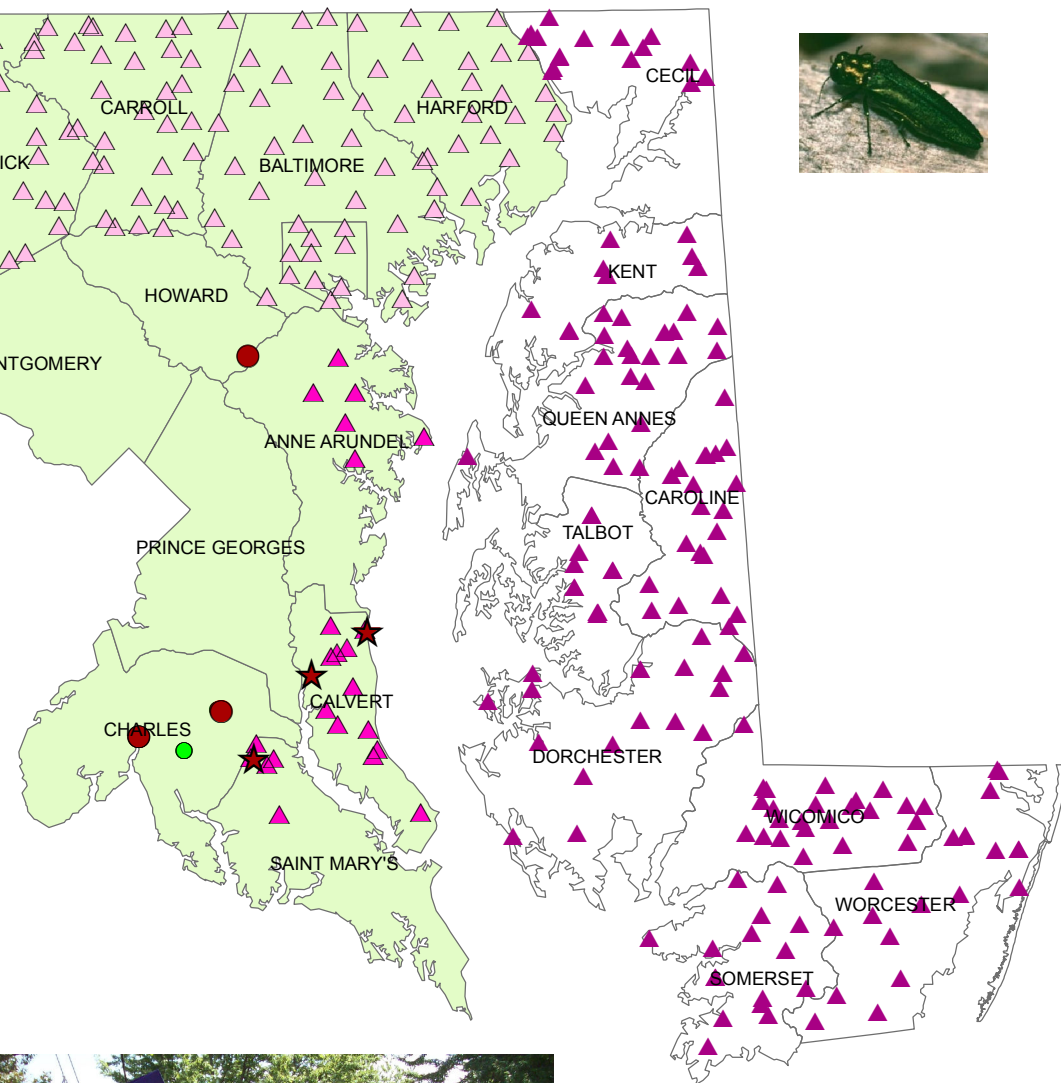 CECIL
CARROLL
HARFORD
ICK
BALTIMORE
KENT
HOWARD
NTGOMERY
QUEEN ANNES
ANNE ARUNDEL
CAROLINE
TALBOT
PRINCE GEORGES
CALVERT
CHARLES
DORCHESTER
WICOMICO
SAINT MARY'S
WORCESTER
SOMERSET